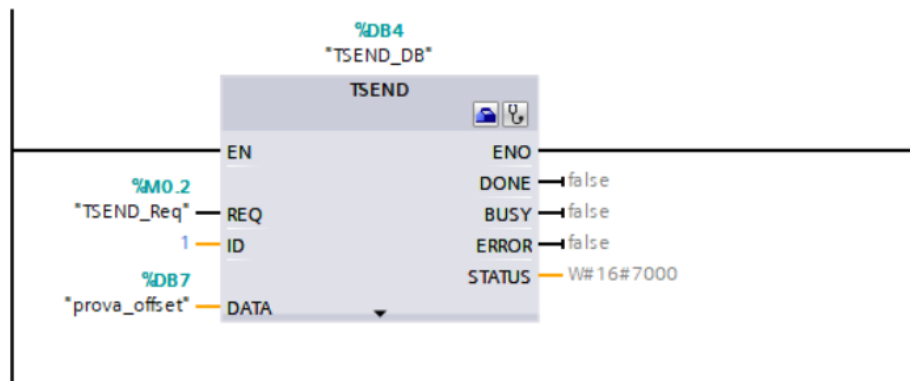 %DB4
"TSEND_DB"
TSEND
EN ENO
DONE false
%M0.2
"TSEND_Req" REQ BUSY false
1 ID ERROR false
STATUS W#16#7000
%DB7
"prova_offset" DATA